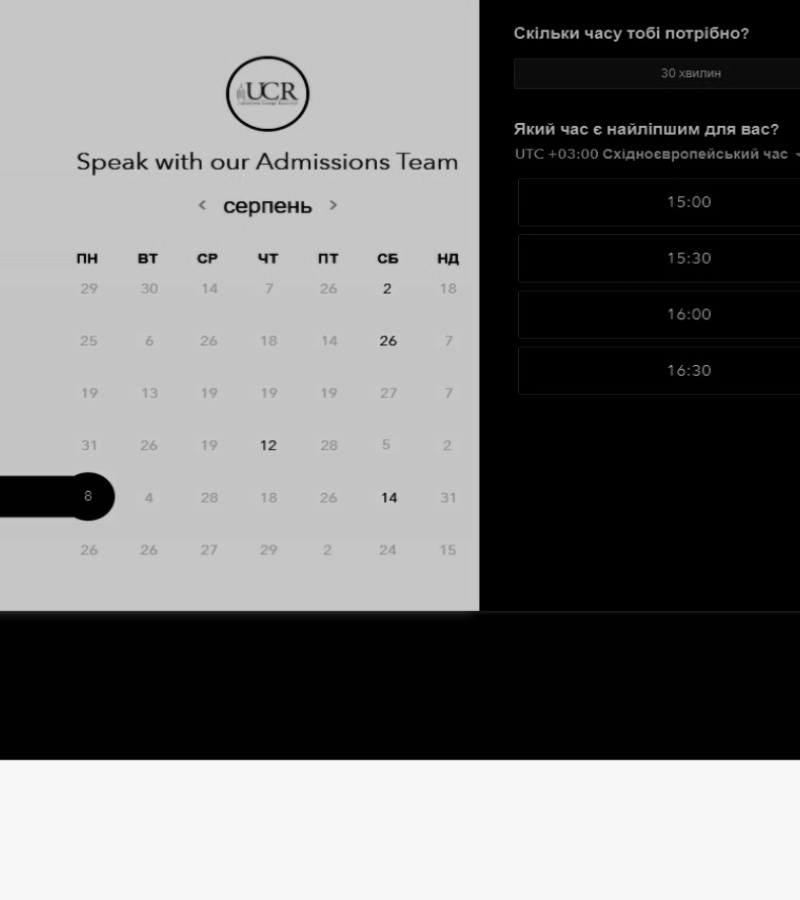 UCR
Speak with our Admissions Team
< серпень >
ПН ВТ СР ЧТ ПТ СБ НД
29 30 14 7 26 2 18
25 6 26 18 14 26 7
19 13 19 19 19 27 7
31 26 19 12 28 5 2
8 4 28 18 26 14 31
26 26 27 29 2 24 15
Скільки часу тобі потрібно?
30 хвилин
Який час є найліпшим для вас?
UTC +03:00 Східноєвропейський час
15:00
15:30
16:00
16:30